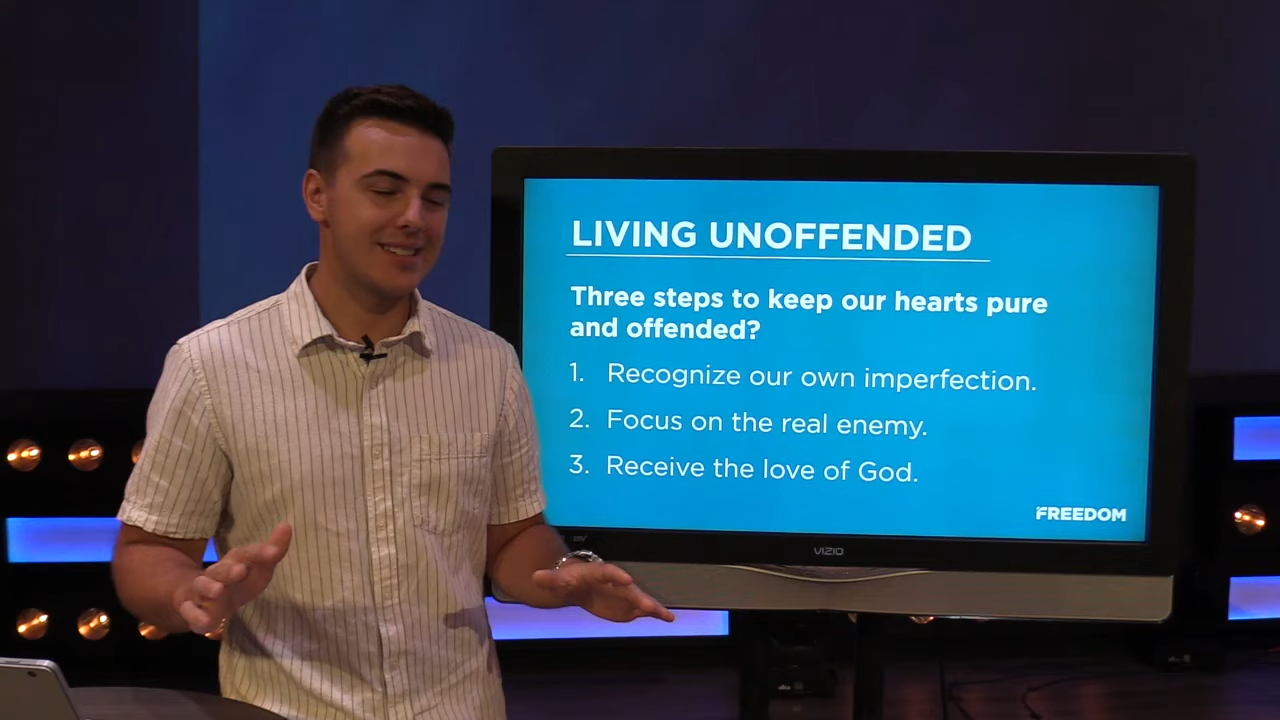 LIVING UNOFFENDED
Three steps to keep our hearts pure
and offended?
1. Recognize our own imperfection.
2. Focus on the real enemy.
3. Receive the love of God.
FREEDOM
VIZIO